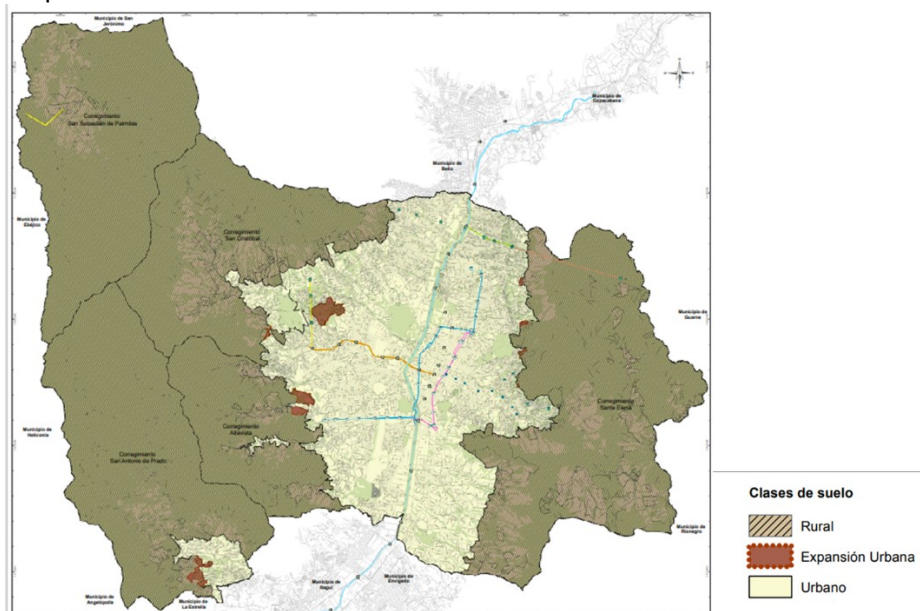 Municipio de San
Jerónimo
Municipio de
Copacabana
Corregimiento
San Sebastián de Palmitas
Municipio de
Bello
Municipio de
Ebéjico
Corregimiento
San Cristóbal
Municipio de
Guarne
Corregimiento
Santa Elena
Municipio de
Heliconia
Corregimiento
Altavista
Corregimiento
San Antonio de Prado
Municipio de
Rionegro
Municipio de
Itagüí
Municipio de
Envigado
Municipio de
Angelópolis
Municipio de
La Estrella
Clases de suelo
Rural
Expansión Urbana
Urbano